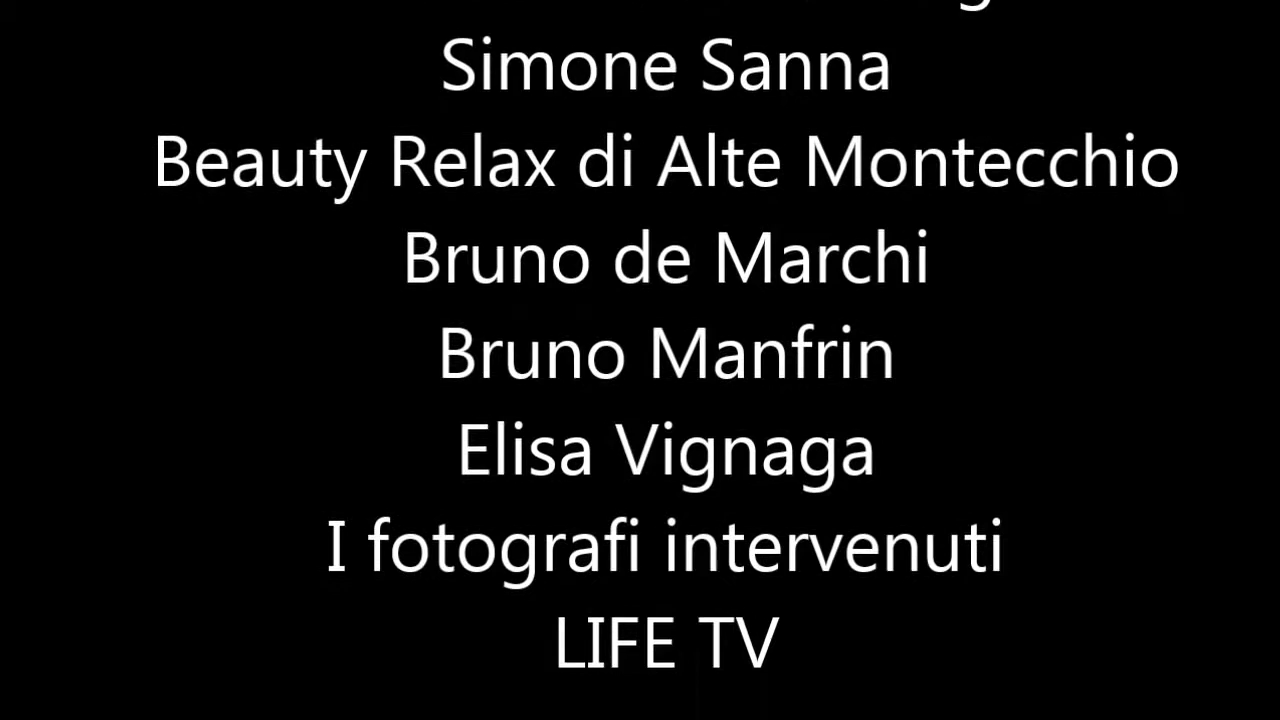 Simone Sanna
Beauty Relax di Alte Montecchio
Bruno de Marchi
Bruno Manfrin
Elisa Vignaga
I fotografi intervenuti
LIFE TV